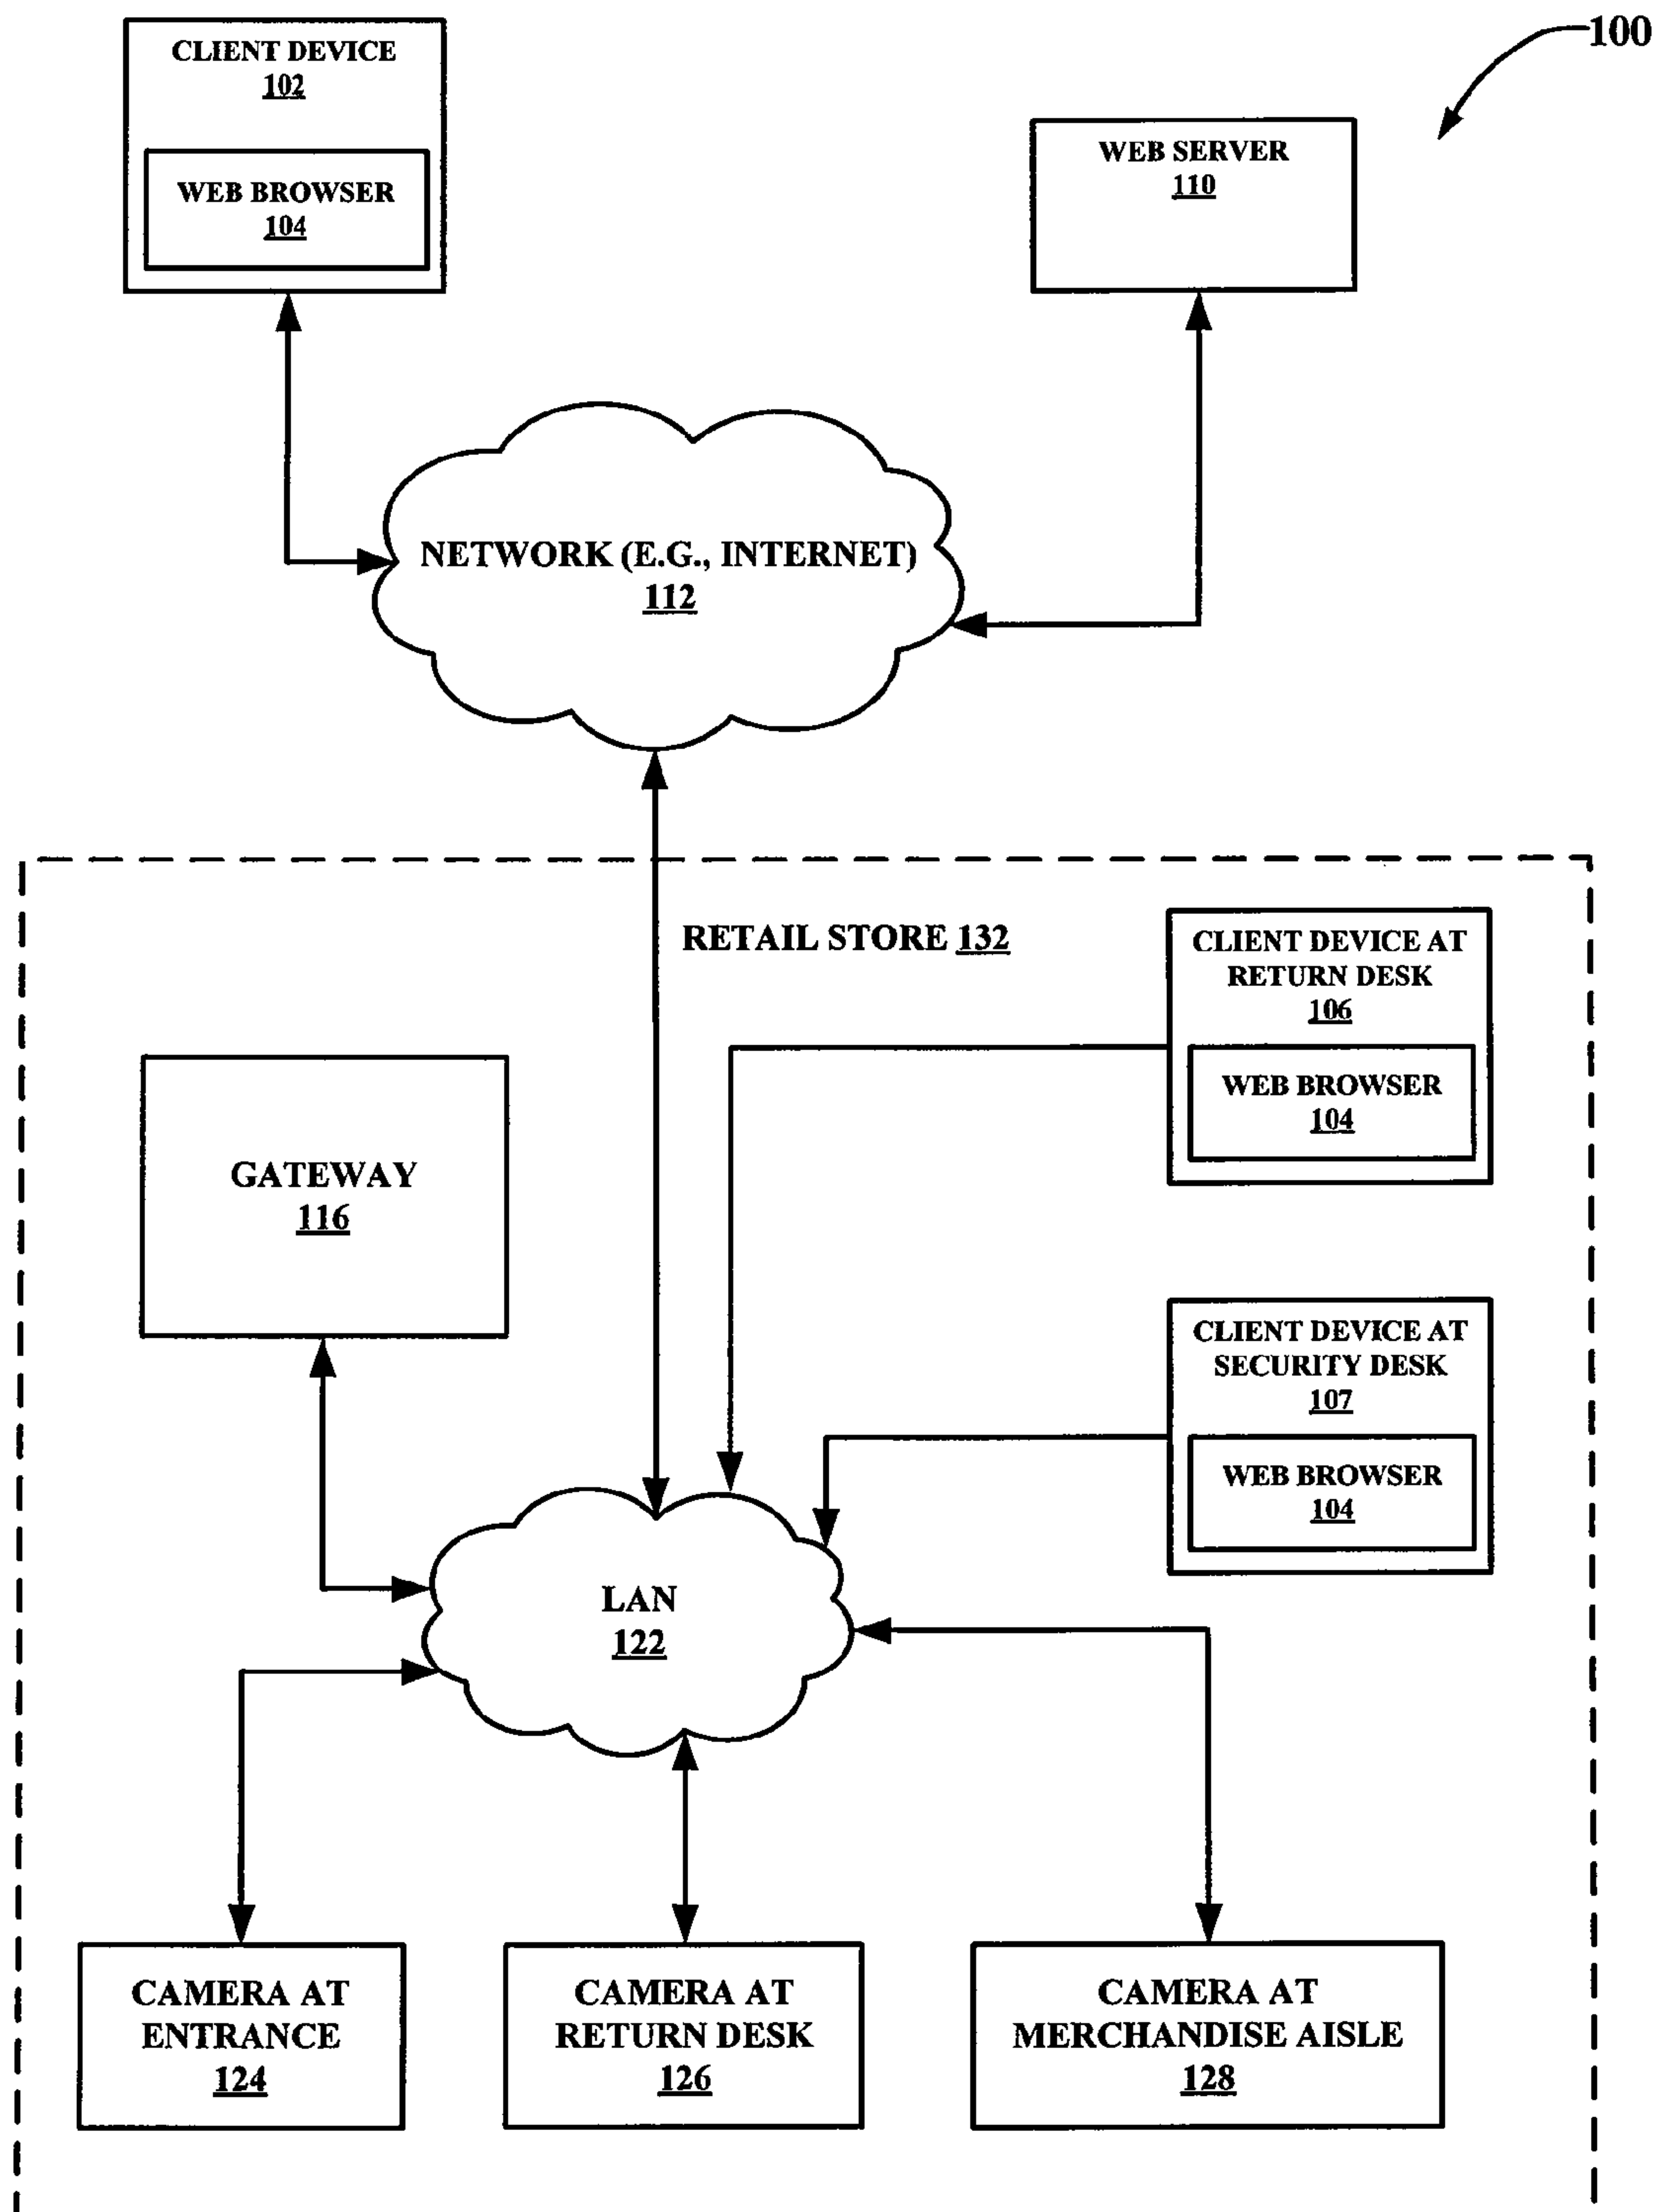 100
CLIENT DEVICE
102
WEB BROWSER
104
WEB SERVER
110
NETWORK (E.G., INTERNET)
112
RETAIL STORE 132
CLIENT DEVICE AT
RETURN DESK
106
WEB BROWSER
104
GATEWAY
116
CLIENT DEVICE AT
SECURITY DESK
107
WEB BROWSER
104
LAN
122
CAMERA AT
ENTRANCE
124
CAMERA AT
RETURN DESK
126
CAMERA AT
MERCHANDISE AISLE
128